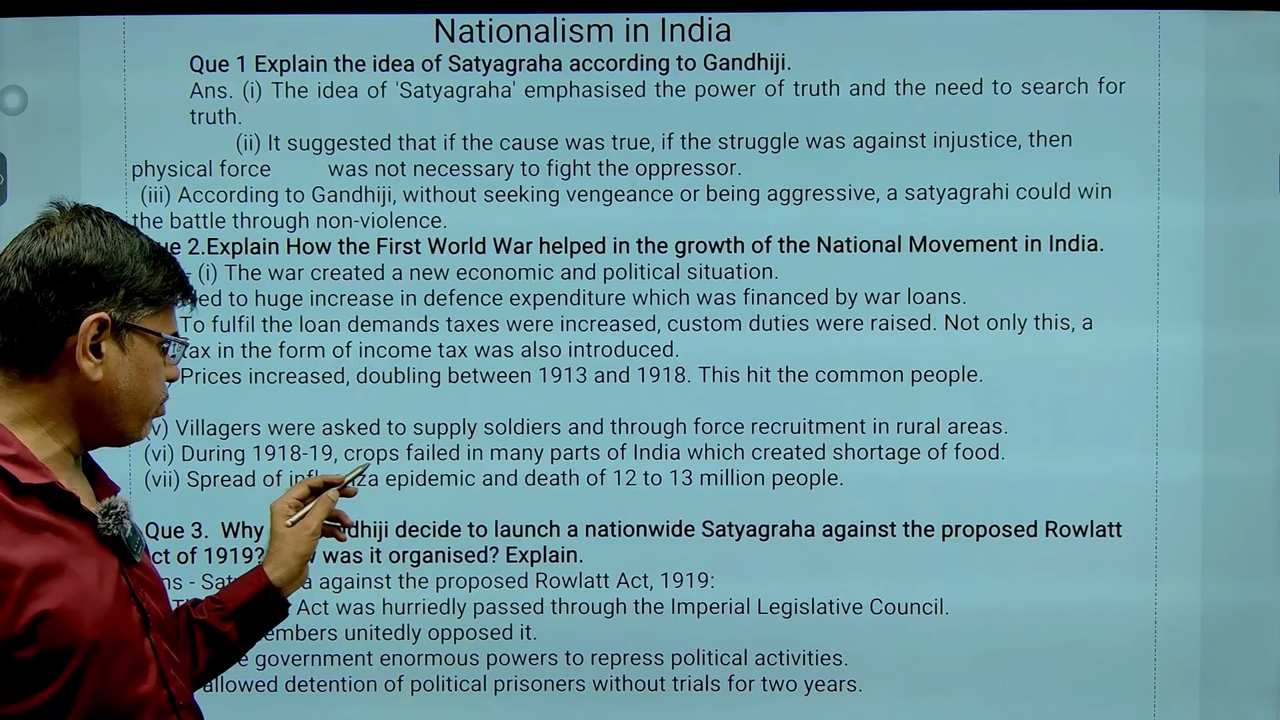 Nationalism in India
Que 1 Explain the idea of Satyagraha according to Gandhiji.
Ans. (i) The idea of 'Satyagraha' emphasised the power of truth and the need to search for
truth.
(ii) It suggested that if the cause was true, if the struggle was against injustice, then
physical force was not necessary to fight the oppressor.
(iii) According to Gandhiji, without seeking vengeance or being aggressive, a satyagrahi could win
the battle through non-violence.
2.Explain How the First World War helped in the growth of the National Movement in India.
(i) The war created a new economic and political situation.
to huge increase in defence expenditure which was financed by war loans.
To fulfil the loan demands taxes were increased, custom duties were raised. Not only this, a
tax in the form of income tax was also introduced.
Prices increased, doubling between 1913 and 1918. This hit the common people.
v) Villagers were asked to supply soldiers and through force recruitment in rural areas.
(vi) During 1918-19, crops failed in many parts of India which created shortage of food.
(vii) Spread of influenza epidemic and death of 12 to 13 million people.
Que 3. Why decide to launch a nationwide Satyagraha against the proposed Rowlatt
ct of 1919? was it organised? Explain.
against the proposed Rowlatt Act, 1919:
Act was hurriedly passed through the Imperial Legislative Council.
unitedly opposed it.
government enormous powers to repress political activities.
allowed detention of political prisoners without trials for two years.